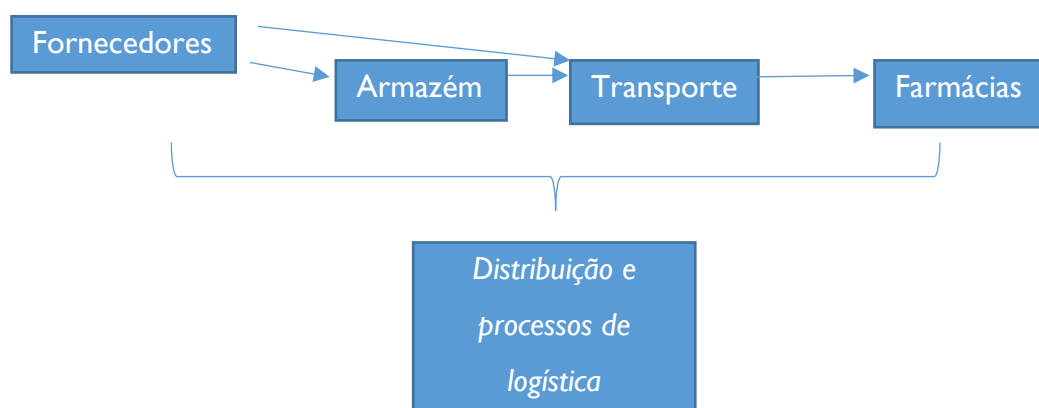 Fornecedores
Armazém
Transporte
Farmácias
Distribuição e
processos de
logística